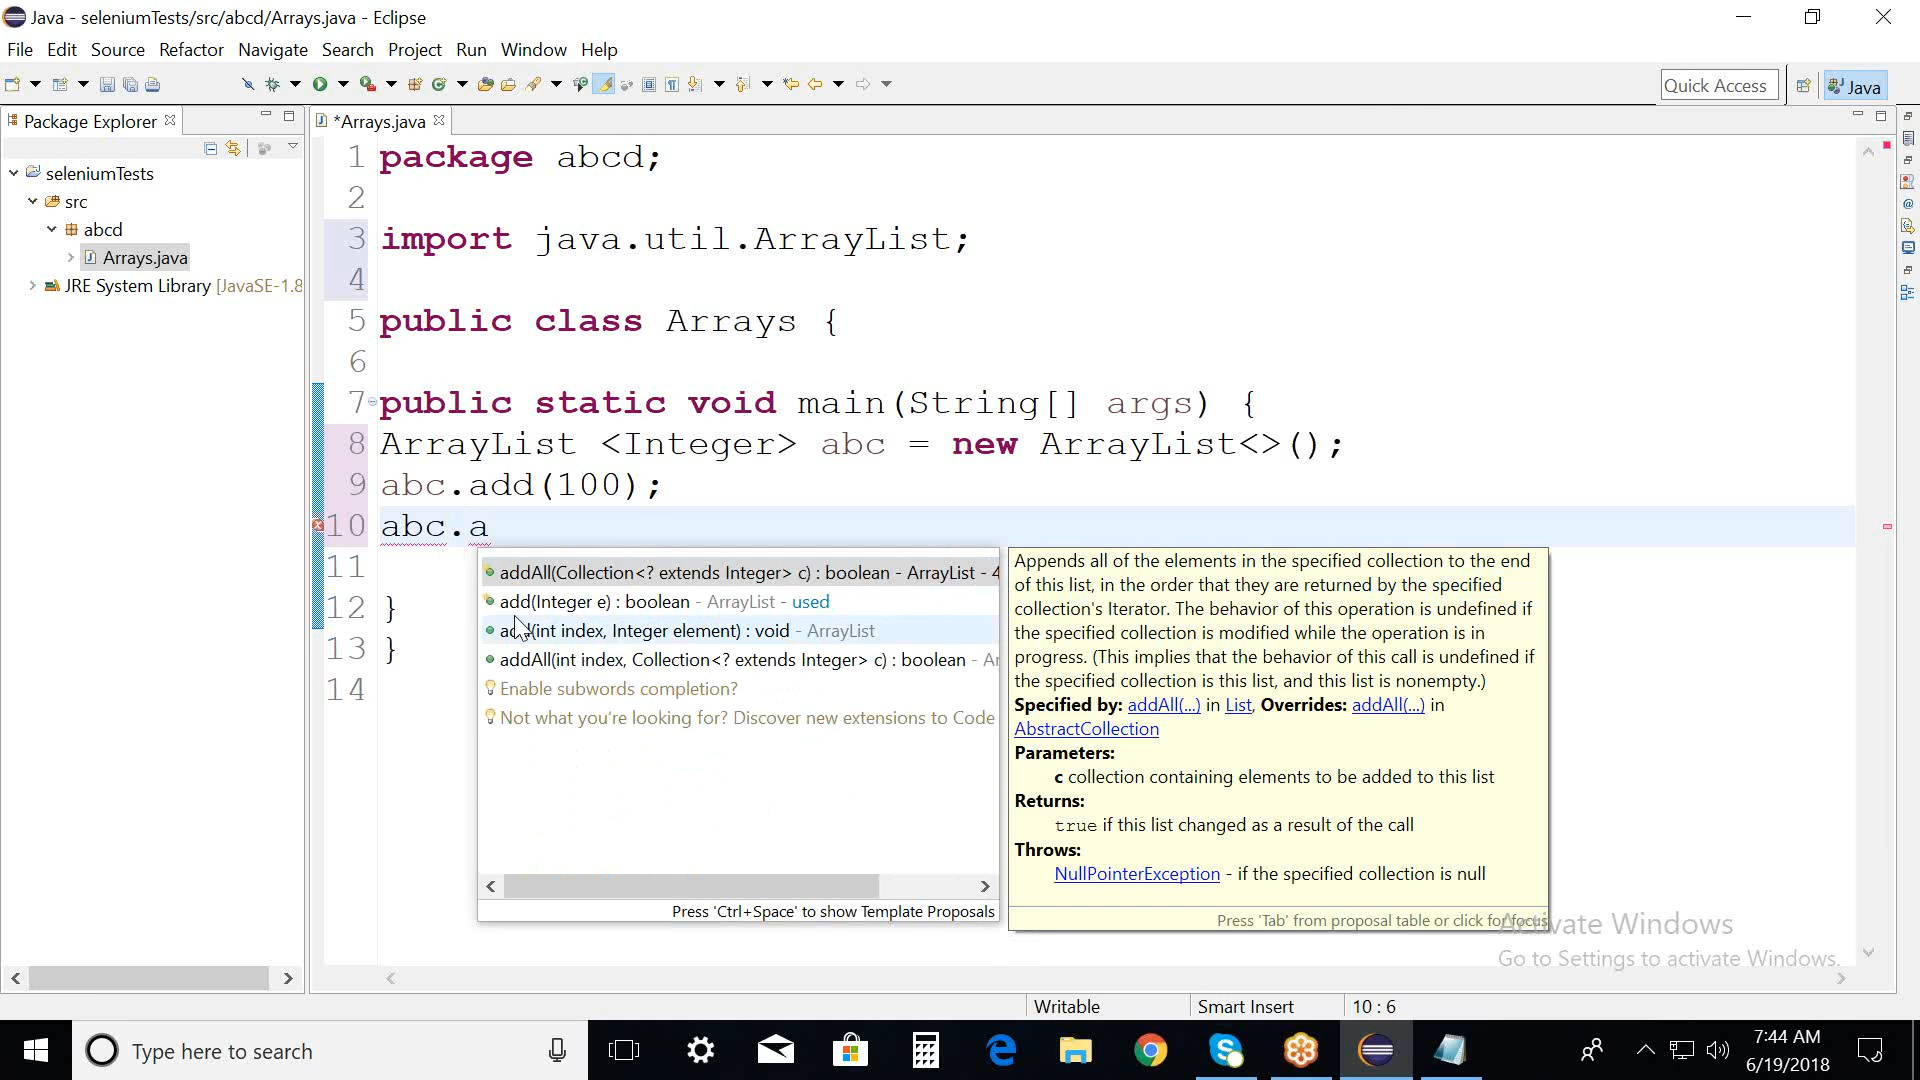 Java - seleniumTests/src/abcd/Arrays.java - Eclipse
File Edit Source Refactor Navigate Search Project Run Window Help
Quick Access
Java
Package Explorer
*Arrays.java
seleniumTests
src
abcd
Arrays.java
JRE System Library [JavaSE-1.8
1 package abcd;
2
3 import java.util.ArrayList;
4
5 public class Arrays {
6
7 public static void main(String[] args) {
8 ArrayList <Integer> abc = new ArrayList<>();
9 abc.add(100);
10 abc.a
11
12 }
13 }
14
addAll(Collection<? extends Integer> c) : boolean - ArrayList - 4
add(Integer e) : boolean - ArrayList - used
add(int index, Integer element) : void - ArrayList
addAll(int index, Collection<? extends Integer> c) : boolean - Ar
Enable subwords completion?
Not what you're looking for? Discover new extensions to Code
Press 'Ctrl+Space' to show Template Proposals
Appends all of the elements in the specified collection to the end
of this list, in the order that they are returned by the specified
collection's Iterator. The behavior of this operation is undefined if
the specified collection is modified while the operation is in
progress. (This implies that the behavior of this call is undefined if
the specified collection is this list, and this list is nonempty.)
Specified by: addAll(...) in List, Overrides: addAll(...) in
AbstractCollection
Parameters:
c collection containing elements to be added to this list
Returns:
true if this list changed as a result of the call
Throws:
NullPointerException - if the specified collection is null
Press 'Tab' from proposal table or click for focus
Activate Windows
Go to Settings to activate Windows.
Writable
Smart Insert
10 : 6
Type here to search
7:44 AM
6/19/2018